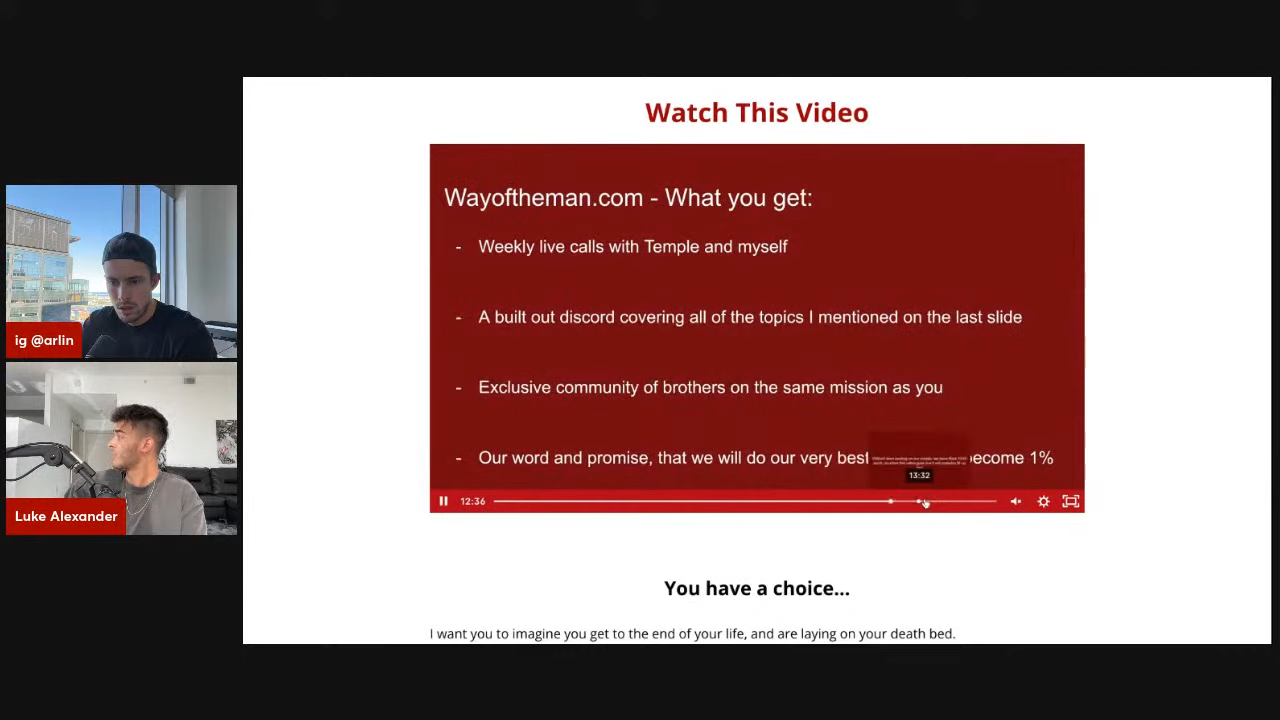 Watch This Video
Wayoftheman.com - What you get:
- Weekly live calls with Temple and myself
- A built out discord covering all of the topics I mentioned on the last slide
- Exclusive community of brothers on the same mission as you
- Our word and promise, that we will do our very best become 1%
13:32
12:36
ig @arlin
Luke Alexander
You have a choice...
I want you to imagine you get to the end of your life, and are laying on your death bed.